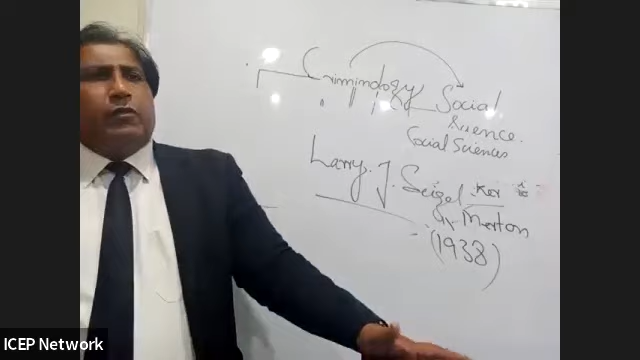 Criminology
Social
Science.
Social Sciences
Larry. J. Seigel
Merton
(1938)
ICEP Network